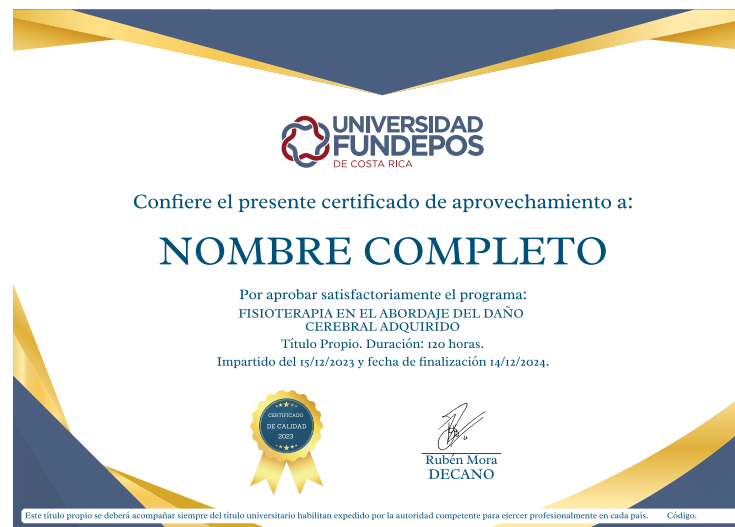 UNIVERSIDAD
FUNDEPOS
DE COSTA RICA
Confiere el presente certificado de aprovechamiento a:
NOMBRE COMPLETO
Por aprobar satisfactoriamente el programa:
FISIOTERAPIA EN EL ABORDAJE DEL DAÑO
CEREBRAL ADQUIRIDO
Título Propio. Duración: 120 horas.
Impartido del 15/12/2023 y fecha de finalización 14/12/2024.
CERTIFICADO
DE CALIDAD
2023
Rubén Mora
DECANO
Este título propio se deberá acompañar siempre del título universitario habilitan expedido por la autoridad competente para ejercer profesionalmente en cada país. Código.